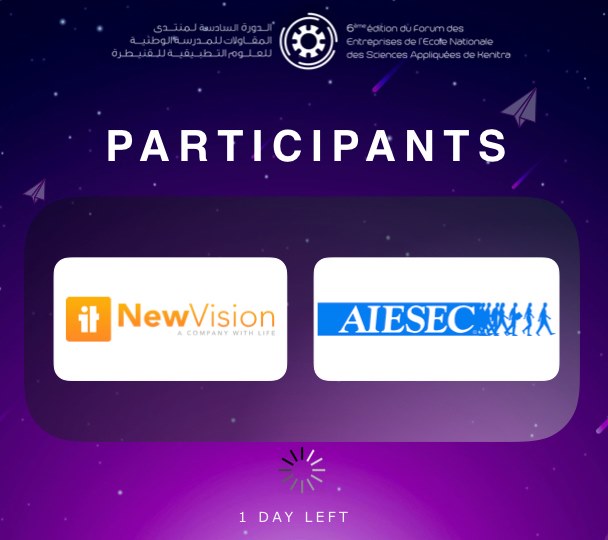 الدورة السادسة لمنتدى
المقاولات للمدرسة الوطنية
للعلوم التطبيقية للقنيطرة
6ème édition du Forum des
Entreprises de l'Ecole Nationale
des Sciences Appliquées de Kenitra
PARTICIPANTS
it NewVision
A COMPANY WITH LIFE
AIESEC
1 DAY LEFT